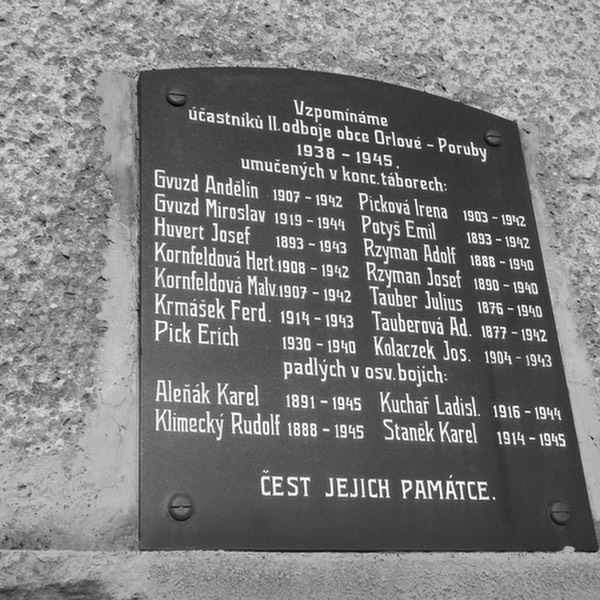 Vzpomínáme
účastníků II.odboje obce Orlové - Poruby
1938 - 1945,
umučených v konc.táborech:
Gvuzd Andělín 1907 - 1942
Gvuzd Miroslav 1919 - 1944
Huvert Josef 1893 - 1943
Kornfeldová Hert. 1908 - 1942
Kornfeldová Malv. 1907 - 1942
Krmášek Ferd. 1914 - 1943
Pick Erich 1930 - 1940
Picková Irena 1903 - 1942
Potyš Emil 1893 - 1942
Rzyman Adolf 1888 - 1940
Rzyman Josef 1890 - 1940
Tauber Julius 1876 - 1940
Tauberová Ad. 1877 - 1942
Kolaczek Jos. 1904 - 1943
padlých v osv.bojích:
Aleňák Karel 1891 - 1945
Klimecký Rudolf 1888 - 1945
Kuchař Ladisl. 1916 - 1944
Staněk Karel 1914 - 1945
ČEST JEJICH PAMÁTCE.